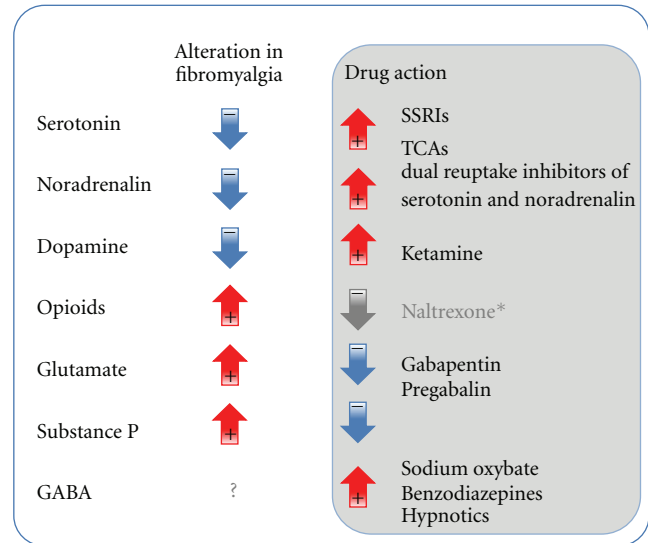 Alteration in
fibromyalgia
Drug action
Serotonin
−
+
SSRIs
TCAs
dual reuptake inhibitors of
serotonin and noradrenalin
Noradrenalin
−
+
Dopamine
−
+
Ketamine
Opioids
+
−
Naltrexone*
Glutamate
+
−
Gabapentin
Pregabalin
Substance P
+
−
GABA
?
+
Sodium oxybate
Benzodiazepines
Hypnotics